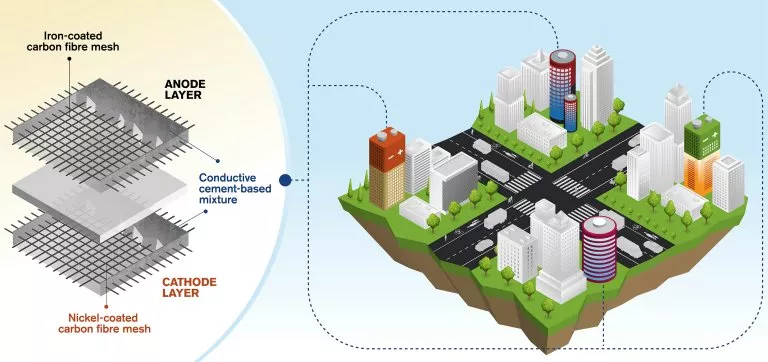 Iron-coated
carbon fibre mesh
ANODE
LAYER
Conductive
cement-based
mixture
CATHODE
LAYER
Nickel-coated
carbon fibre mesh
- +
- +